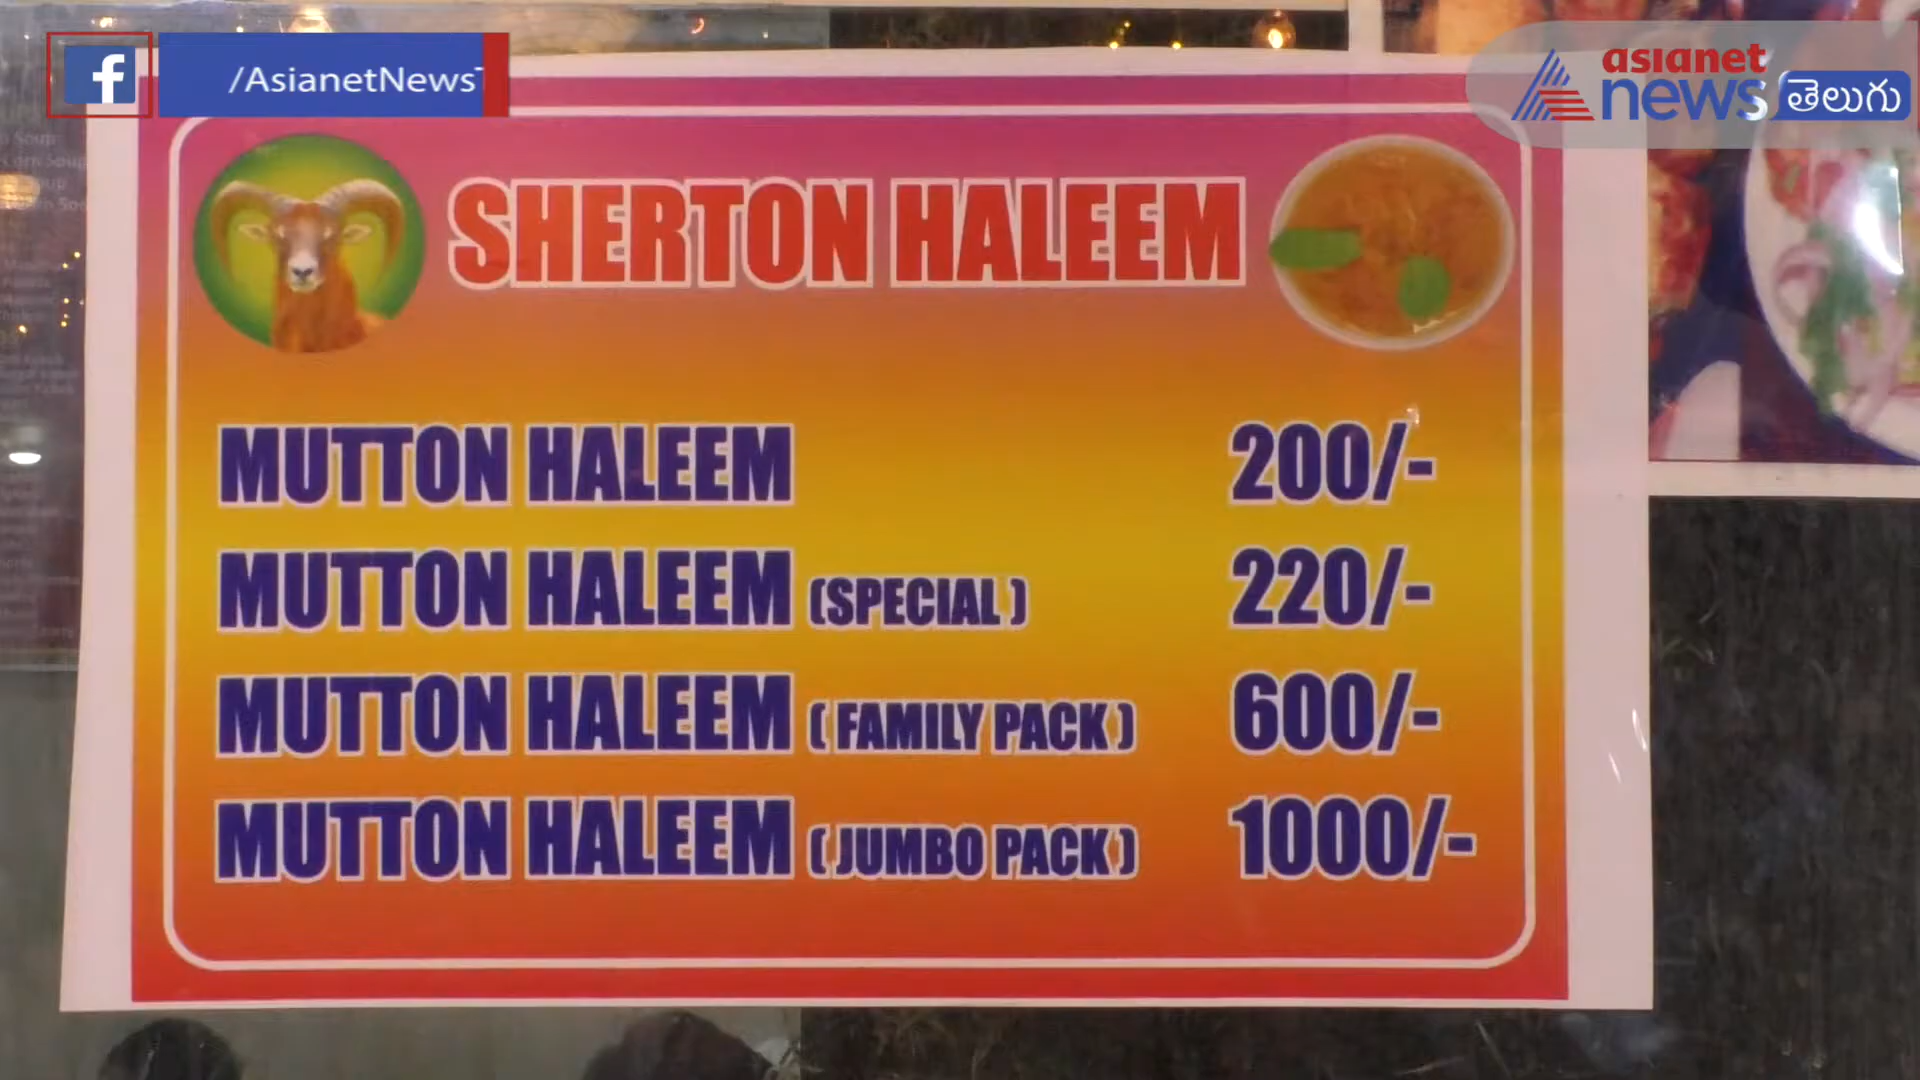 /AsianetNews
asianet
news తెలుగు
SHERTON HALEEM
MUTTON HALEEM 200/-
MUTTON HALEEM (SPECIAL) 220/-
MUTTON HALEEM (FAMILY PACK) 600/-
MUTTON HALEEM (JUMBO PACK) 1000/-